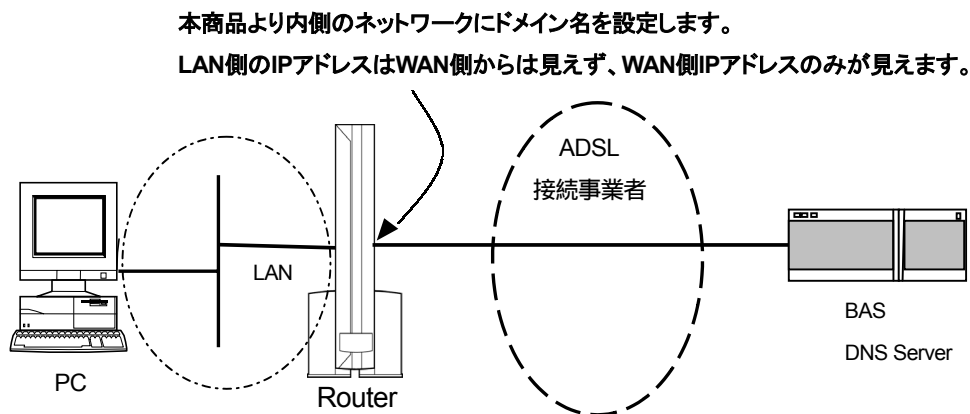 本商品より内側のネットワークにドメイン名を設定します。
LAN側のIPアドレスはWAN側からは見えず、WAN側IPアドレスのみが見えます。
ADSL
接続事業者
LAN
BAS
DNS Server
PC
Router